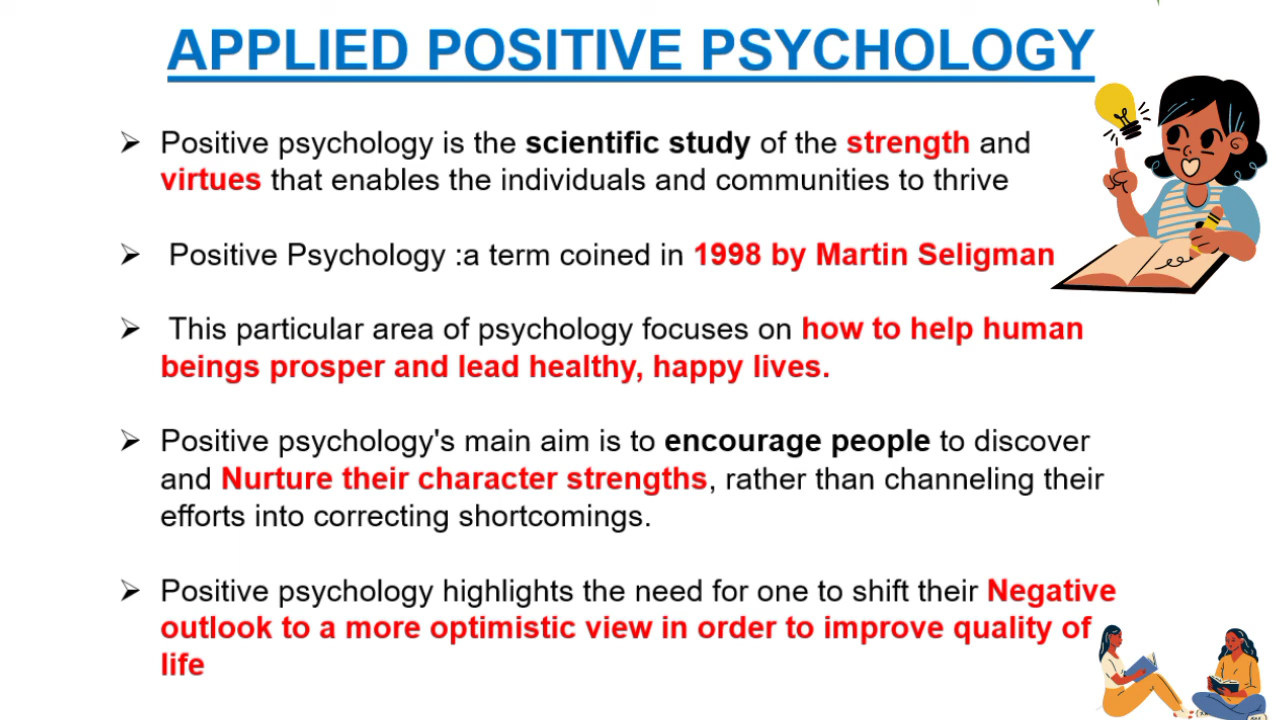 APPLIED POSITIVE PSYCHOLOGY
Positive psychology is the scientific study of the strength and
virtues that enables the individuals and communities to thrive
Positive Psychology :a term coined in 1998 by Martin Seligman
This particular area of psychology focuses on how to help human
beings prosper and lead healthy, happy lives.
Positive psychology's main aim is to encourage people to discover
and Nurture their character strengths, rather than channeling their
efforts into correcting shortcomings.
Positive psychology highlights the need for one to shift their Negative
outlook to a more optimistic view in order to improve quality of
life